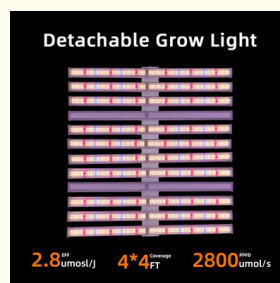 Detachable Grow Light
2.8 EFF umosl/J
4*4 Coverage FT
2800 PPFD umol/s